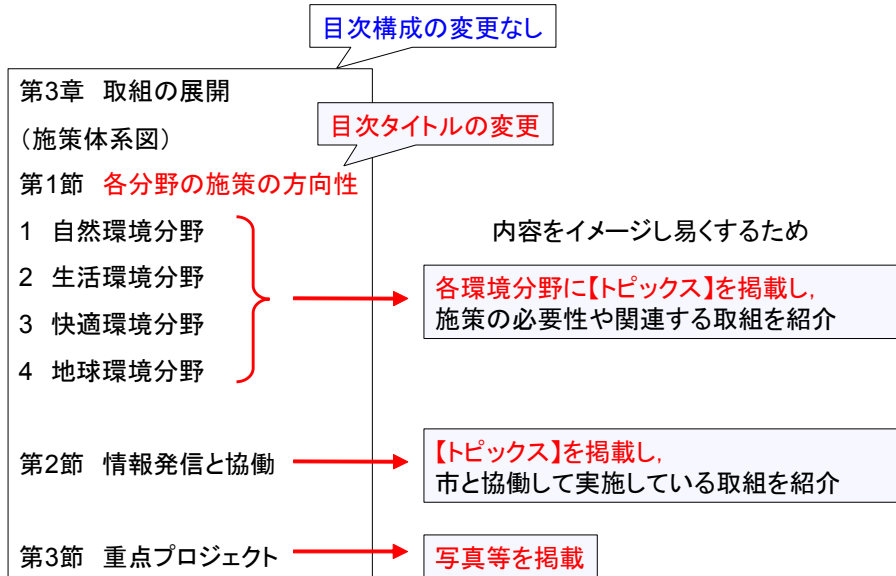 目次構成の変更なし
第3章 取組の展開
目次タイトルの変更
（施策体系図）
第1節 各分野の施策の方向性
1 自然環境分野
2 生活環境分野
3 快適環境分野
4 地球環境分野
内容をイメージし易くするため
各環境分野に【トピックス】を掲載し，
施策の必要性や関連する取組を紹介
第2節 情報発信と協働
【トピックス】を掲載し，
市と協働して実施している取組を紹介
第3節 重点プロジェクト
写真等を掲載